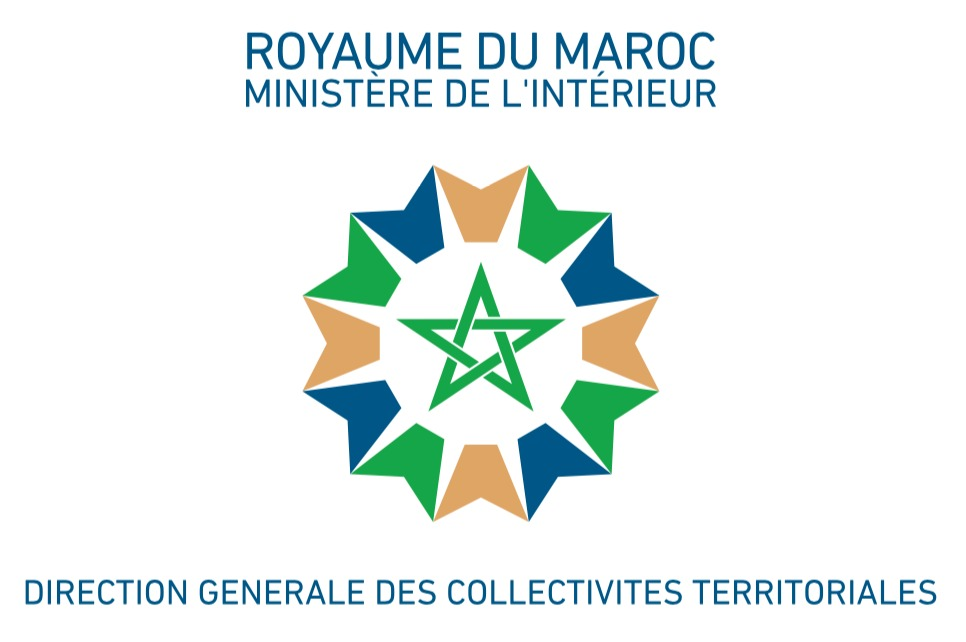 ROYAUME DU MAROC
MINISTÈRE DE L'INTÉRIEUR
DIRECTION GENERALE DES COLLECTIVITES TERRITORIALES